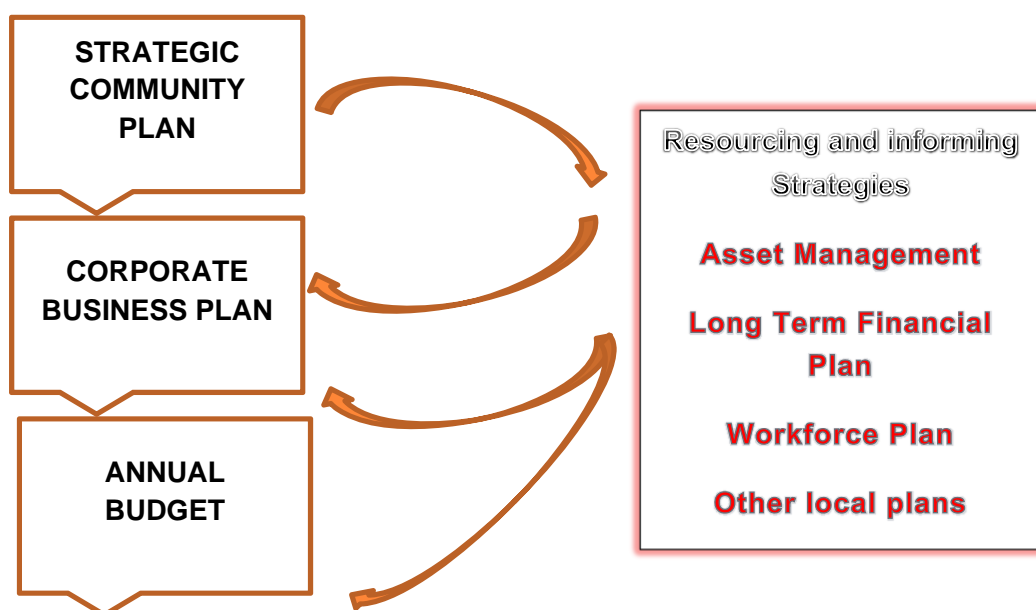 STRATEGIC
COMMUNITY
PLAN
CORPORATE
BUSINESS PLAN
ANNUAL
BUDGET
Resourcing and informing
Strategies
Asset Management
Long Term Financial
Plan
Workforce Plan
Other local plans